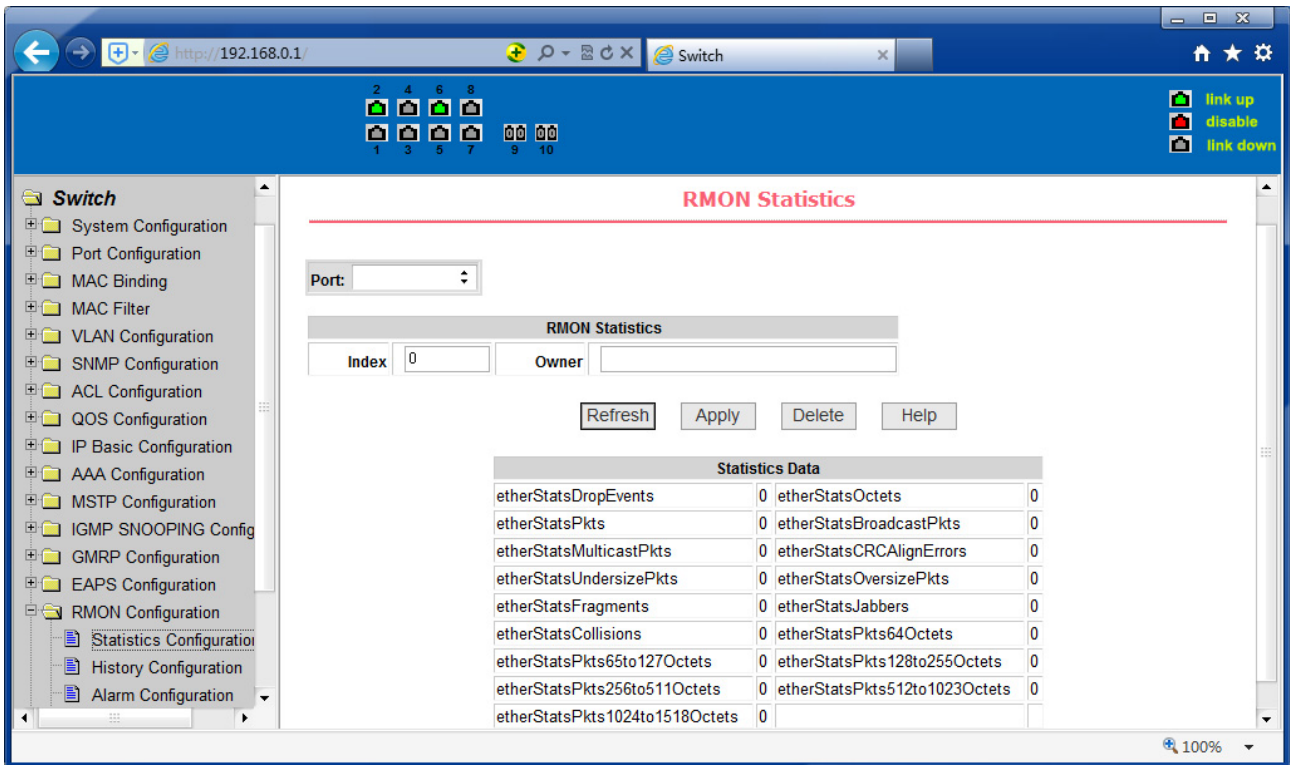 http://192.168.0.1/ Switch
2 4 6 8
1 3 5 7 9 10
link up
disable
link down
Switch
System Configuration
Port Configuration
MAC Binding
MAC Filter
VLAN Configuration
SNMP Configuration
ACL Configuration
QOS Configuration
IP Basic Configuration
AAA Configuration
MSTP Configuration
IGMP SNOOPING Config
GMRP Configuration
EAPS Configuration
RMON Configuration
Statistics Configuration
History Configuration
Alarm Configuration
RMON Statistics
Port:
RMON Statistics
Index 0 Owner
Refresh Apply Delete Help
Statistics Data
etherStatsDropEvents 0 etherStatsOctets 0
etherStatsPkts 0 etherStatsBroadcastPkts 0
etherStatsMulticastPkts 0 etherStatsCRCAlignErrors 0
etherStatsUndersizePkts 0 etherStatsOversizePkts 0
etherStatsFragments 0 etherStatsJabbers 0
etherStatsCollisions 0 etherStatsPkts64Octets 0
etherStatsPkts65to127Octets 0 etherStatsPkts128to255Octets 0
etherStatsPkts256to511Octets 0 etherStatsPkts512to1023Octets 0
etherStatsPkts1024to1518Octets 0
100%